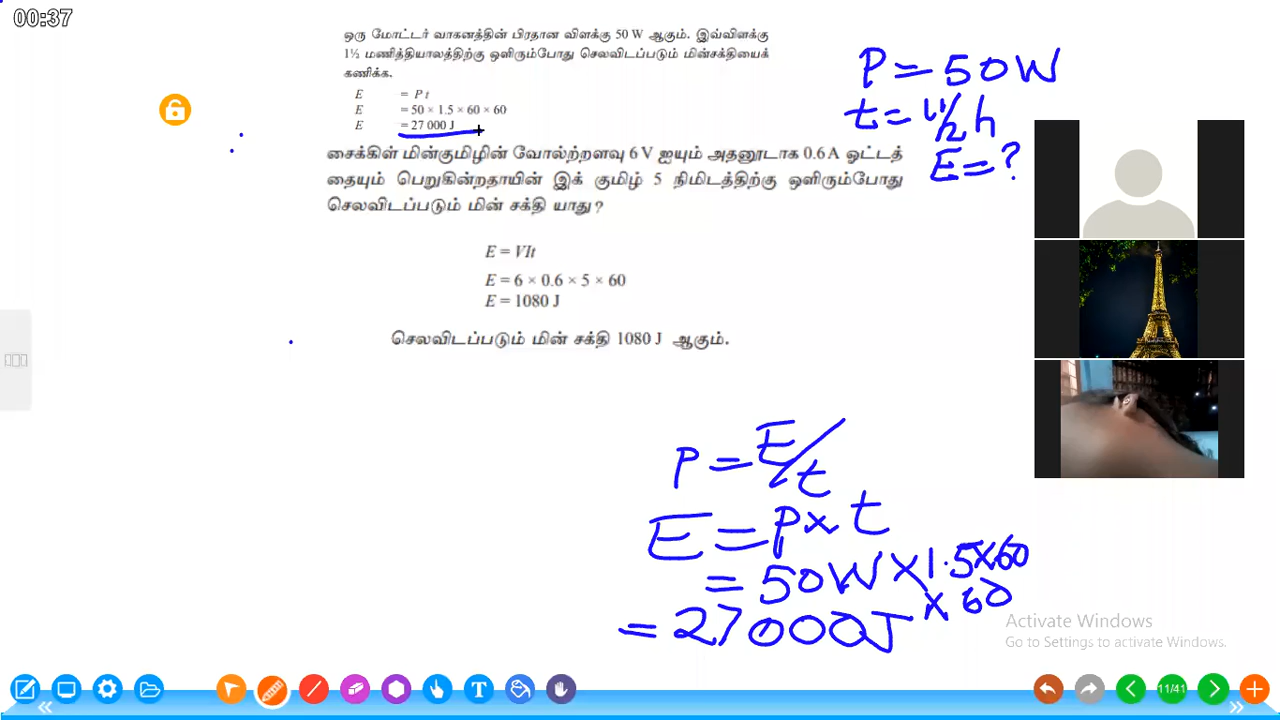 00:37
ஒரு மோட்டர் வாகனத்தின் பிரதான விளக்கு 50 W ஆகும். இவ்விளக்கு
1½ மணித்தியாலத்திற்கு ஒளிரும்போது செலவிடப்படும் மின்சக்தியைக்
கணிக்க.
E = P t
E = 50 × 1.5 × 60 × 60
E = 27 000 J
P = 50W
t = 1 1/2 h
E = ?
சைக்கிள் மின்குமிழின் வோல்ற்றளவு 6 V ஐயும் அதனூடாக 0.6 A ஓட்டத்
தையும் பெறுகின்றதாயின் இக் குமிழ் 5 நிமிடத்திற்கு ஒளிரும்போது
செலவிடப்படும் மின் சக்தி யாது?
E = VIt
E = 6 × 0.6 × 5 × 60
E = 1080 J
செலவிடப்படும் மின் சக்தி 1080 J ஆகும்.
P = E/t
E = P × t
= 50W × 1.5 × 60
× 60
= 27000J
Activate Windows
Go to Settings to activate Windows.
T
11/41